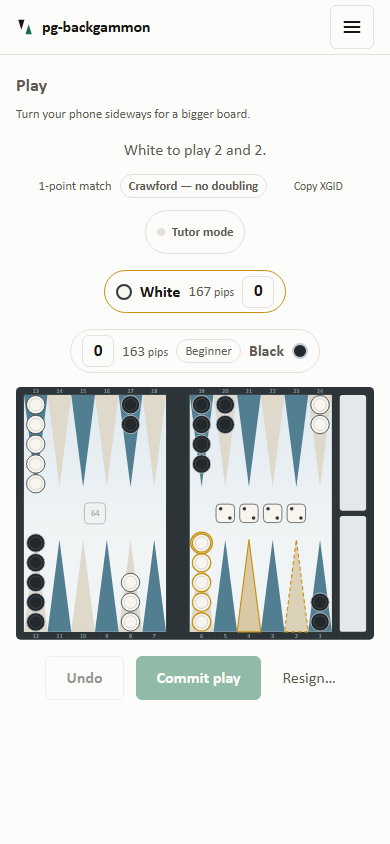 pg-backgammon
Play
Turn your phone sideways for a bigger board.
White to play 2 and 2.
1-point match Crawford — no doubling Copy XGID
Tutor mode
White 167 pips 0
0 163 pips Beginner Black
13 14 15 16 17 18 19 20 21 22 23 24
64
12 11 10 9 8 7 6 5 4 3 2 1
Undo Commit play Resign...